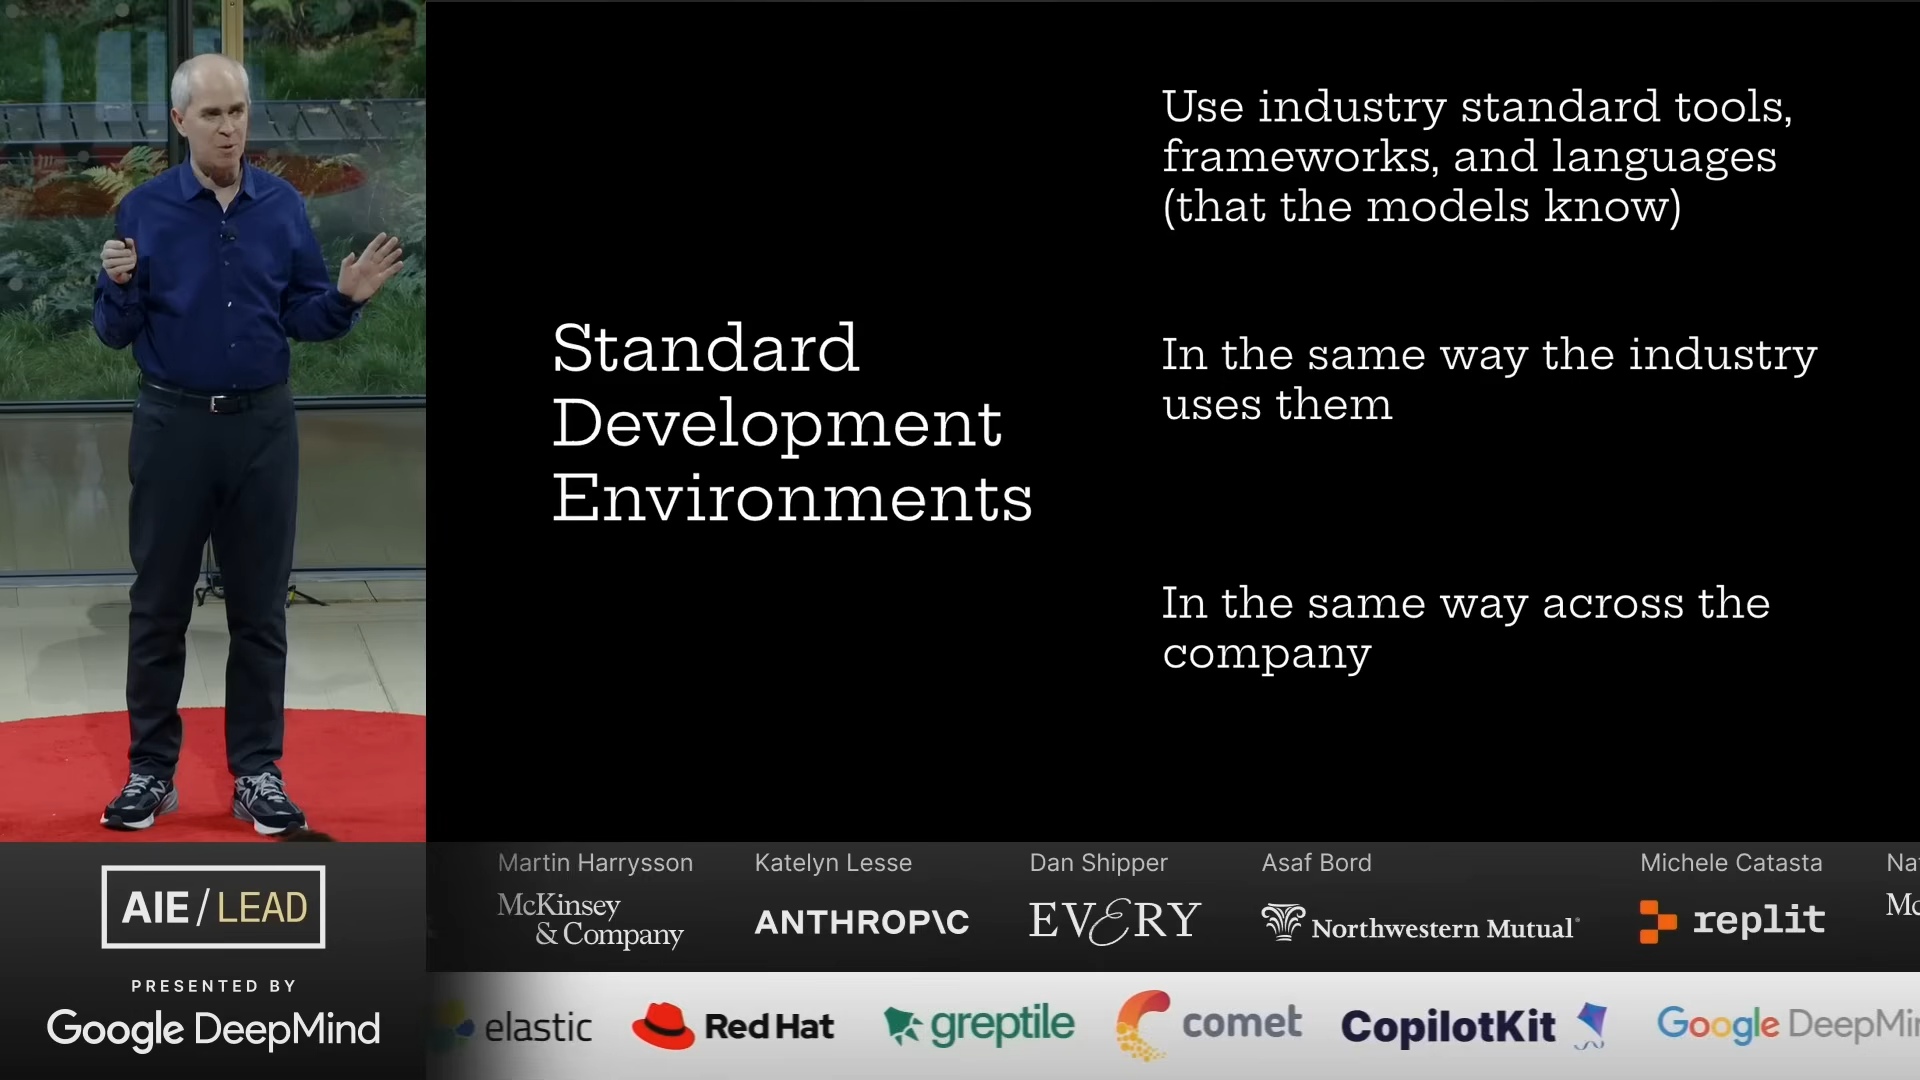 Use industry standard tools,
frameworks, and languages
(that the models know)
In the same way the industry
uses them
Standard
Development
Environments
In the same way across the
company
Martin Harrysson
McKinsey
& Company
Katelyn Lesse
ANTHROP\C
Dan Shipper
EVERY
Asaf Bord
Northwestern Mutual
Michele Catasta
replit
AIE/LEAD
PRESENTED BY
Google DeepMind
elastic
Red Hat
greptile
comet
CopilotKit
Google